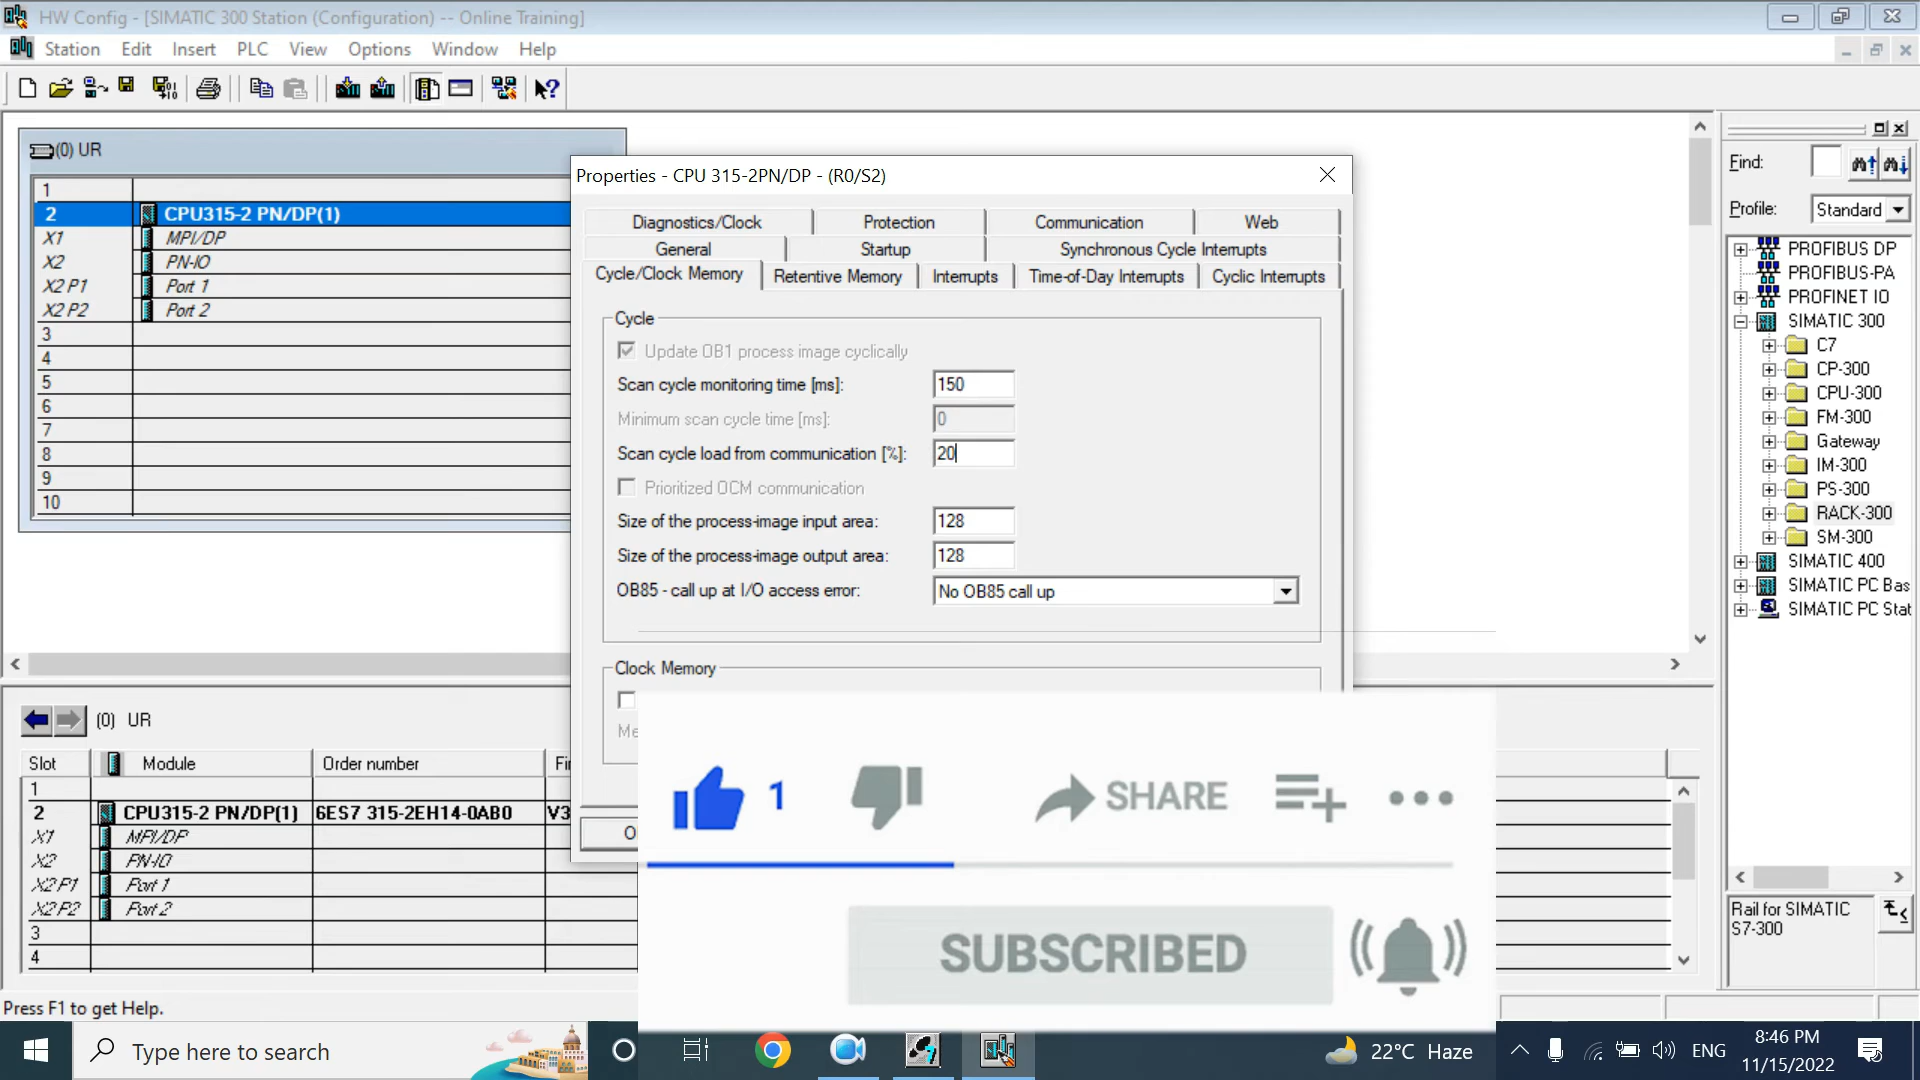 HW Config - [SIMATIC 300 Station (Configuration) -- Online Training]
Station Edit Insert PLC View Options Window Help
(0) UR
1
2 CPU315-2 PN/DP(1)
X1 MPI/DP
X2 PN-IO
X2 P1 Port 1
X2 P2 Port 2
3
4
5
6
7
8
9
10
Properties - CPU 315-2PN/DP - (R0/S2)
Diagnostics/Clock Protection Communication Web
General Startup Synchronous Cycle Interrupts
Cycle/Clock Memory Retentive Memory Interrupts Time-of-Day Interrupts Cyclic Interrupts
Cycle
Update OB1 process image cyclically
Scan cycle monitoring time [ms]: 150
Minimum scan cycle time [ms]: 0
Scan cycle load from communication [%]: 20
Prioritized OCM communication
Size of the process-image input area: 128
Size of the process-image output area: 128
OB85 - call up at I/O access error: No OB85 call up
Clock Memory
Find:
Profile: Standard
PROFIBUS DP
PROFIBUS-PA
PROFINET IO
SIMATIC 300
C7
CP-300
CPU-300
FM-300
Gateway
IM-300
PS-300
RACK-300
SM-300
SIMATIC 400
SIMATIC PC Bas
SIMATIC PC Stat
Rail for SIMATIC
S7-300
(0) UR
Slot Module Order number
1
2 CPU315-2 PN/DP(1) 6ES7 315-2EH14-0AB0 V3
X1 MPI/DP
X2 PN-IO
X2 P1 Port 1
X2 P2 Port 2
3
4
1 SHARE
SUBSCRIBED
Press F1 to get Help.
Type here to search
22°C Haze
ENG
8:46 PM
11/15/2022